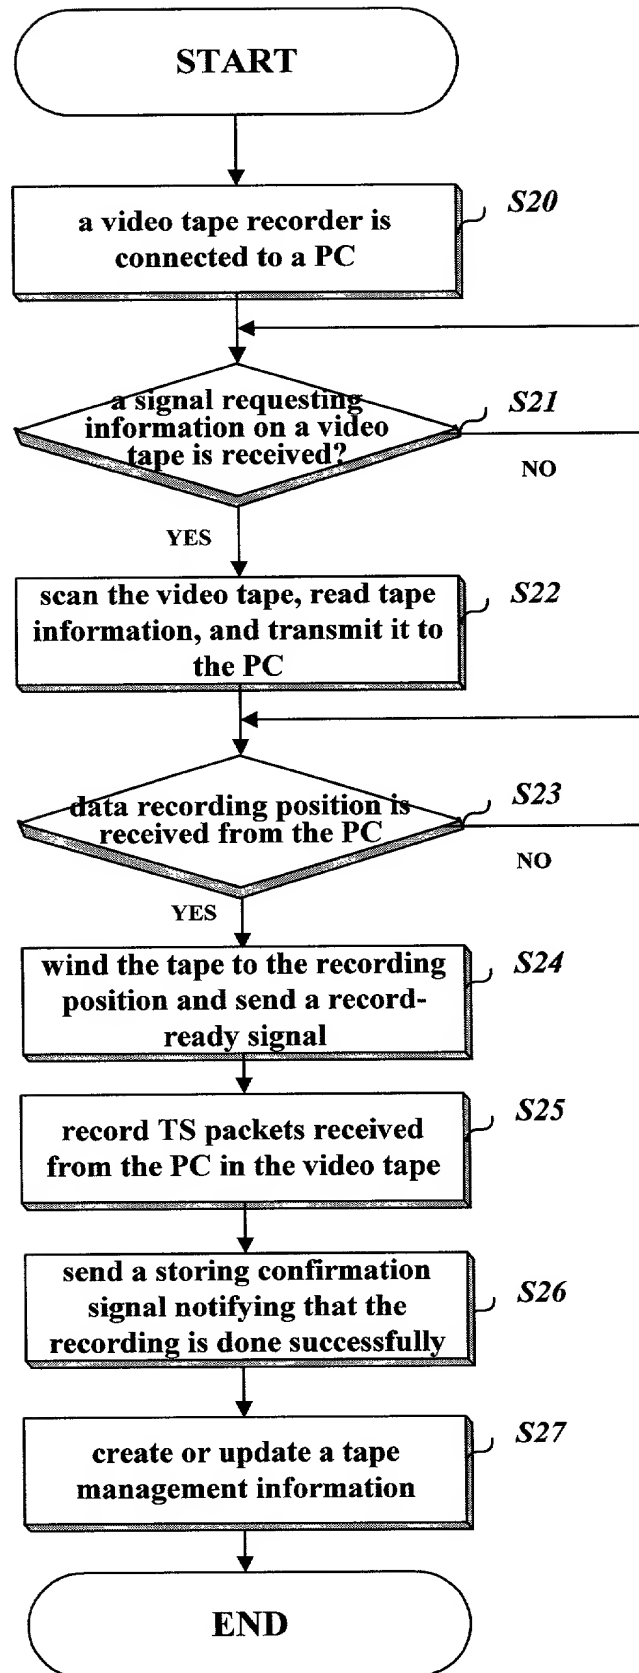 START
a video tape recorder is
connected to a PC
S20
a signal requesting
information on a video
tape is received?
S21
NO
YES
scan the video tape, read tape
information, and transmit it to
the PC
S22
data recording position is
received from the PC
S23
NO
YES
wind the tape to the recording
position and send a record-
ready signal
S24
record TS packets received
from the PC in the video tape
S25
send a storing confirmation
signal notifying that the
recording is done successfully
S26
create or update a tape
management information
S27
END